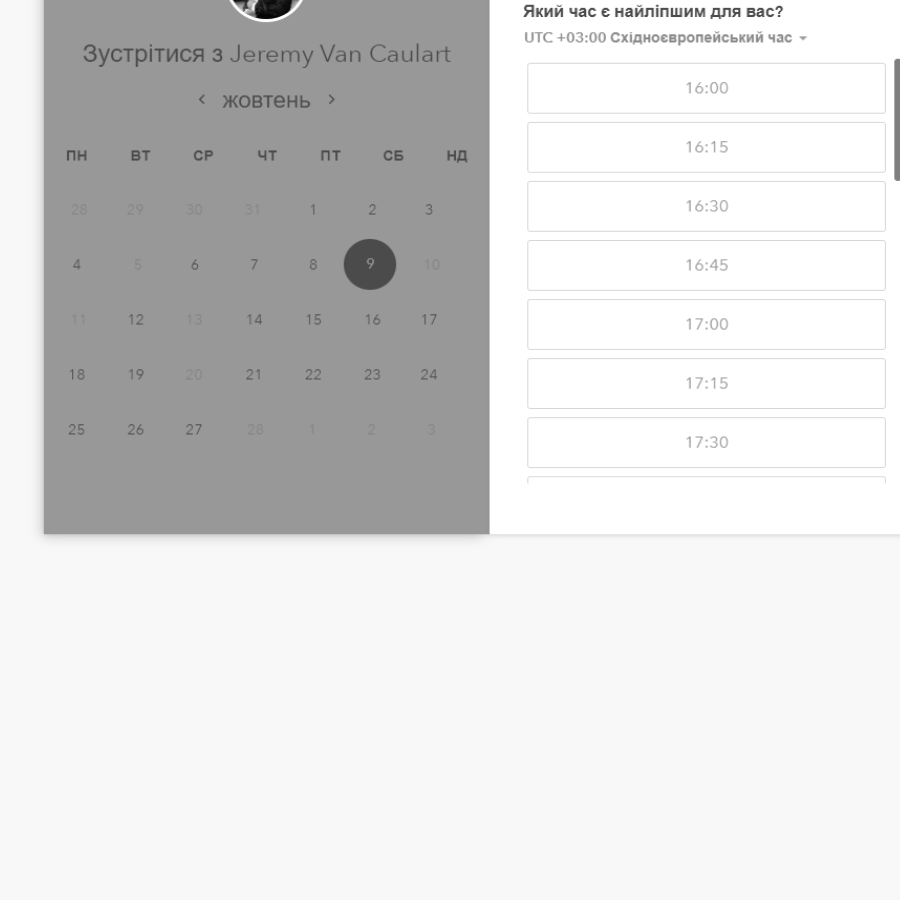 Зустрітися з Jeremy Van Caulart
‹ жовтень ›
ПН ВТ СР ЧТ ПТ СБ НД
28 29 30 31 1 2 3
4 5 6 7 8 9 10
11 12 13 14 15 16 17
18 19 20 21 22 23 24
25 26 27 28 1 2 3
Який час є найліпшим для вас?
UTC +03:00 Східноєвропейський час
16:00
16:15
16:30
16:45
17:00
17:15
17:30